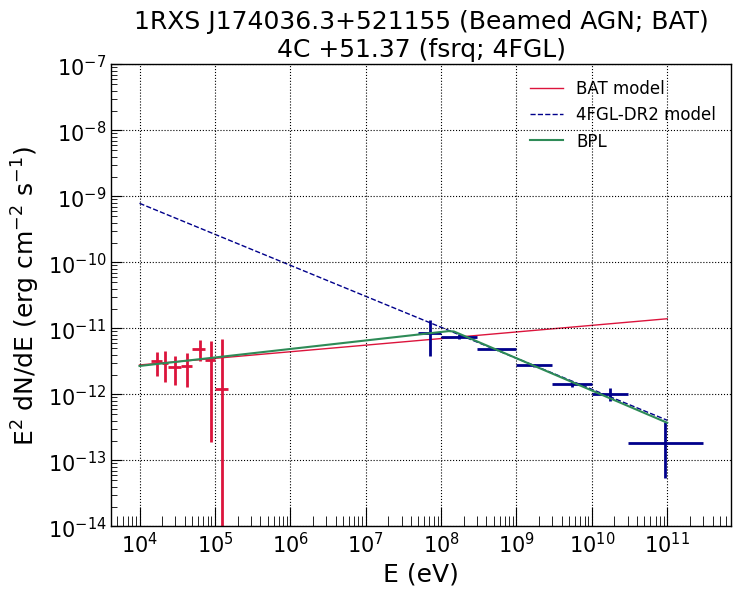 1RXS J174036.3+521155 (Beamed AGN; BAT)
4C +51.37 (fsrq; 4FGL)
E² dN/dE (erg cm⁻² s⁻¹)
10⁻⁷
10⁻⁸
10⁻⁹
10⁻¹⁰
10⁻¹¹
10⁻¹²
10⁻¹³
10⁻¹⁴
BAT model
4FGL-DR2 model
BPL
10⁴ 10⁵ 10⁶ 10⁷ 10⁸ 10⁹ 10¹⁰ 10¹¹
E (eV)